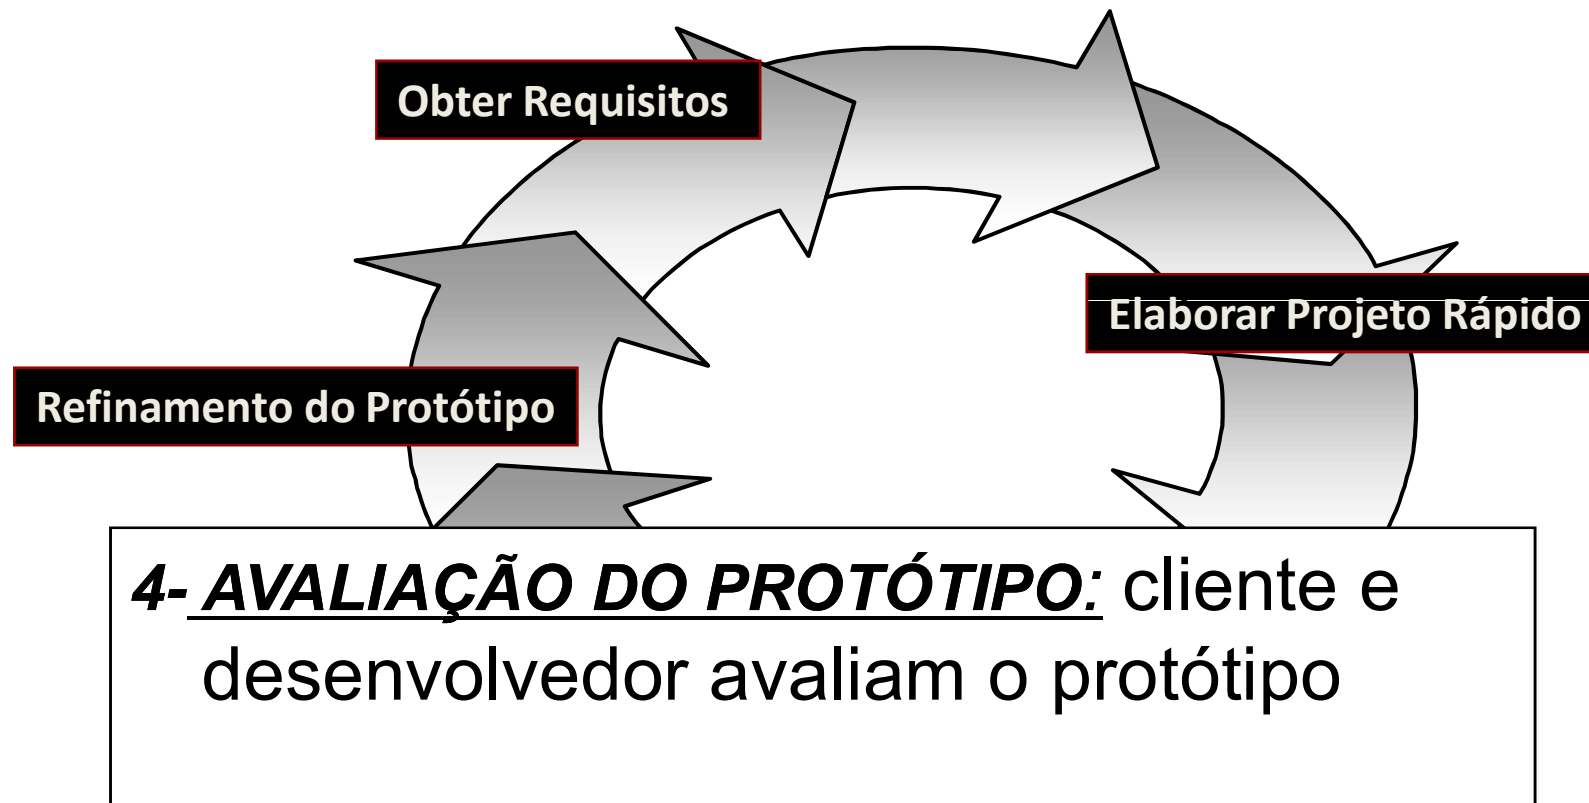 Obter Requisitos
Elaborar Projeto Rápido
Refinamento do Protótipo
4- AVALIAÇÃO DO PROTÓTIPO: cliente e
desenvolvedor avaliam o protótipo